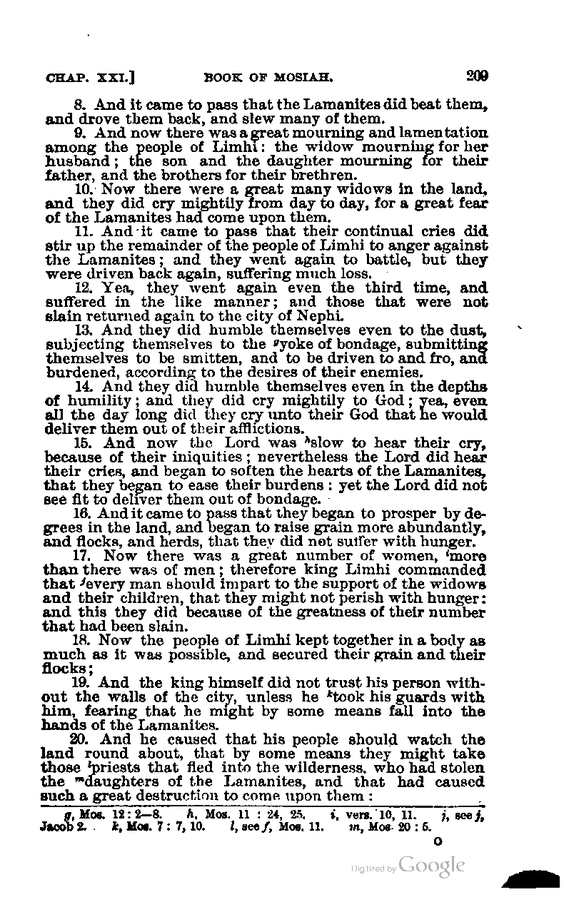 CHAP. XXI.] BOOK OF MOSIAH. 209
8. And it came to pass that the Lamanites did beat them,
and drove them back, and slew many of them.
9. And now there was a great mourning and lamentation
among the people of Limhi: the widow mourning for her
husband; the son and the daughter mourning for their
father, and the brothers for their brethren.
10. Now there were a great many widows in the land,
and they did cry mightily from day to day, for a great fear
of the Lamanites had come upon them.
11. And it came to pass that their continual cries did
stir up the remainder of the people of Limhi to anger against
the Lamanites; and they went again to battle, but they
were driven back again, suffering much loss.
12. Yea, they went again even the third time, and
suffered in the like manner; and those that were not
slain returned again to the city of Nephi.
13. And they did humble themselves even to the dust,
subjecting themselves to the gyoke of bondage, submitting
themselves to be smitten, and to be driven to and fro, and
burdened, according to the desires of their enemies.
14. And they did humble themselves even in the depths
of humility; and they did cry mightily to God; yea, even
all the day long did they cry unto their God that he would
deliver them out of their afflictions.
15. And now the Lord was hslow to hear their cry,
because of their iniquities; nevertheless the Lord did hear
their cries, and began to soften the hearts of the Lamanites,
that they began to ease their burdens: yet the Lord did not
see fit to deliver them out of bondage.
16. And it came to pass that they began to prosper by de-
grees in the land, and began to raise grain more abundantly,
and flocks, and herds, that they did not suffer with hunger.
17. Now there was a great number of women, imore
than there was of men; therefore king Limhi commanded
that jevery man should impart to the support of the widows
and their children, that they might not perish with hunger:
and this they did because of the greatness of their number
that had been slain.
18. Now the people of Limhi kept together in a body as
much as it was possible, and secured their grain and their
flocks;
19. And the king himself did not trust his person with-
out the walls of the city, unless he ktook his guards with
him, fearing that he might by some means fall into the
hands of the Lamanites.
20. And he caused that his people should watch the
land round about, that by some means they might take
those lpriests that fled into the wilderness, who had stolen
the mdaughters of the Lamanites, and that had caused
such a great destruction to come upon them:
g, Mos. 12:2–8. h, Mos. 11:24, 25. i, vers. 10, 11. j, see j,
Jacob 2. k, Mos. 7:7, 10. l, see f, Mos. 11. m, Mos. 20:5.
O
Digitized by Google